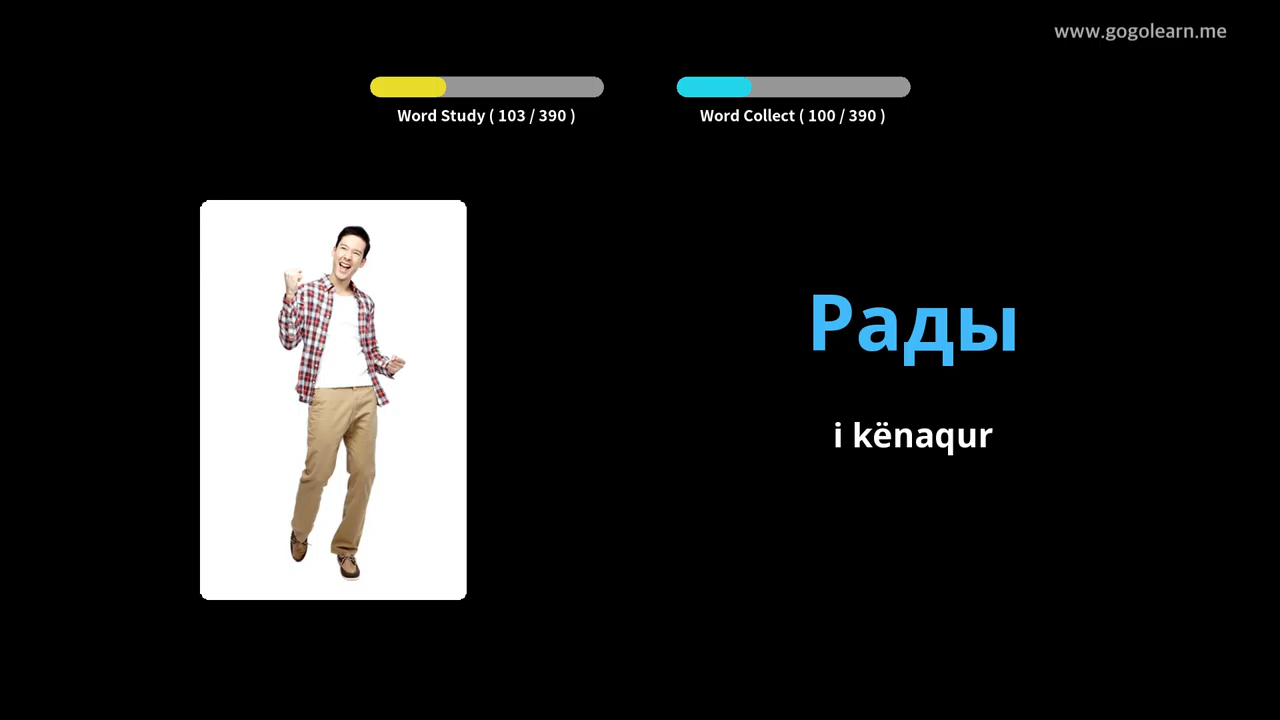 www.gogolearn.me
Word Study ( 103 / 390 )
Word Collect ( 100 / 390 )
Рады
i kënaqur